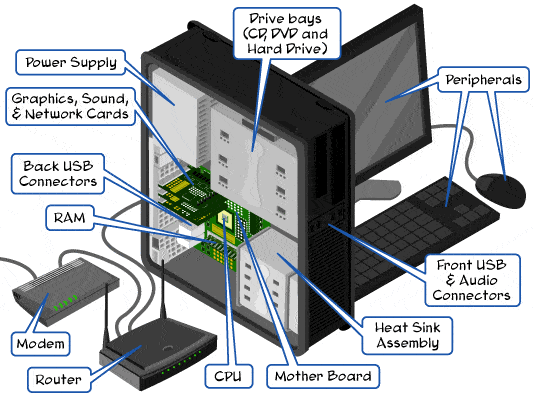 Drive bays
(CD, DVD and
Hard Drive)
Power Supply
Peripherals
Graphics, Sound,
& Network Cards
Back USB
Connectors
RAM
Front USB
& Audio
Connectors
Heat Sink
Assembly
Modem
Router
CPU
Mother Board